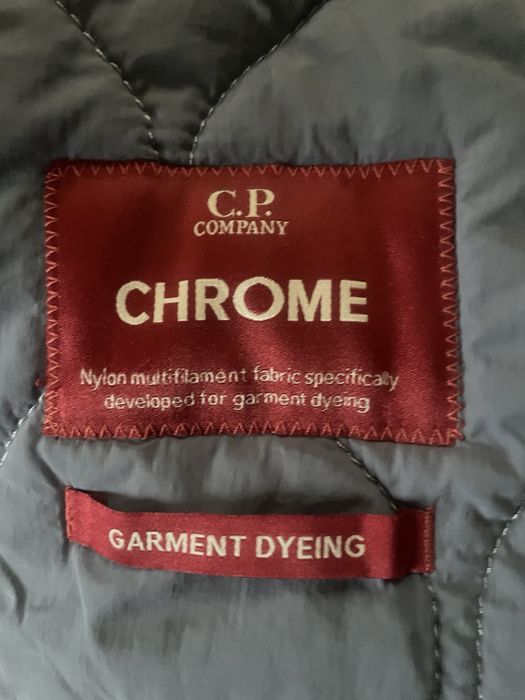 C.P.
COMPANY
CHROME
Nylon multifilament fabric specifically
developed for garment dyeing
GARMENT DYEING